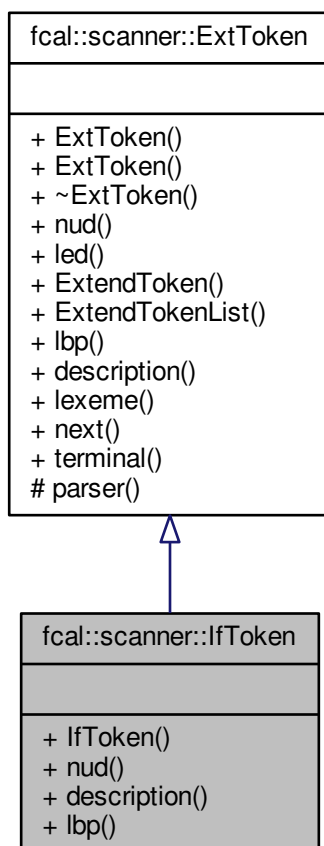 fcal::scanner::ExtToken
+ ExtToken()
+ ExtToken()
+ ~ExtToken()
+ nud()
+ led()
+ ExtendToken()
+ ExtendTokenList()
+ lbp()
+ description()
+ lexeme()
+ next()
+ terminal()
# parser()
fcal::scanner::IfToken
+ IfToken()
+ nud()
+ description()
+ lbp()